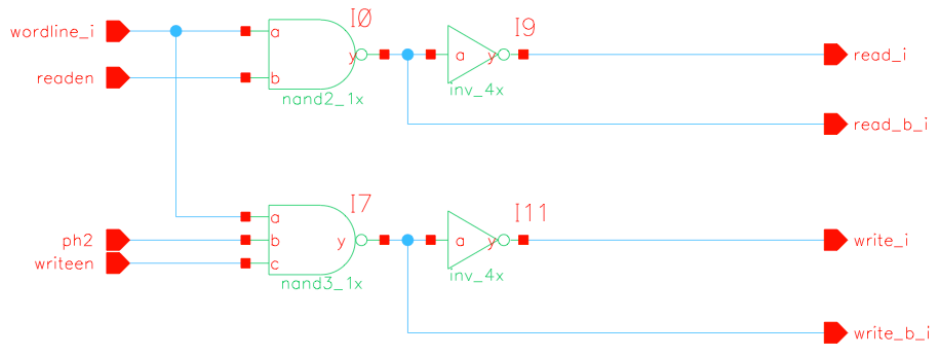 wordline_i
a
I0
y
I9
a
y
read_i
readen
b
nand2_1x
inv_4x
read_b_i
a
I7
I11
ph2
b
y
a
y
write_i
writeen
c
nand3_1x
inv_4x
write_b_i